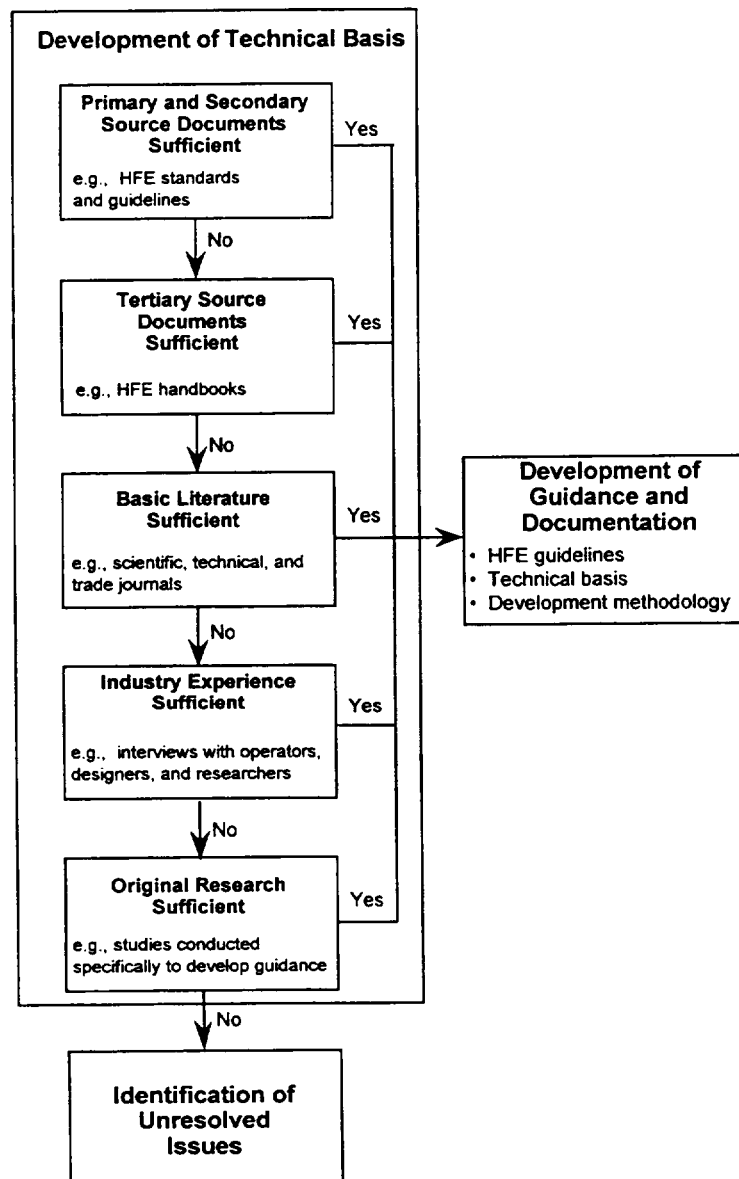 Development of Technical Basis
Primary and Secondary
Source Documents
Sufficient
e.g., HFE standards
and guidelines
Yes
No
Tertiary Source
Documents
Sufficient
e.g., HFE handbooks
Yes
No
Basic Literature
Sufficient
e.g., scientific, technical, and
trade journals
Yes
No
Industry Experience
Sufficient
e.g., interviews with operators,
designers, and researchers
Yes
No
Original Research
Sufficient
e.g., studies conducted
specifically to develop guidance
Yes
No
Identification of
Unresolved
Issues
Development of
Guidance and
Documentation
• HFE guidelines
• Technical basis
• Development methodology